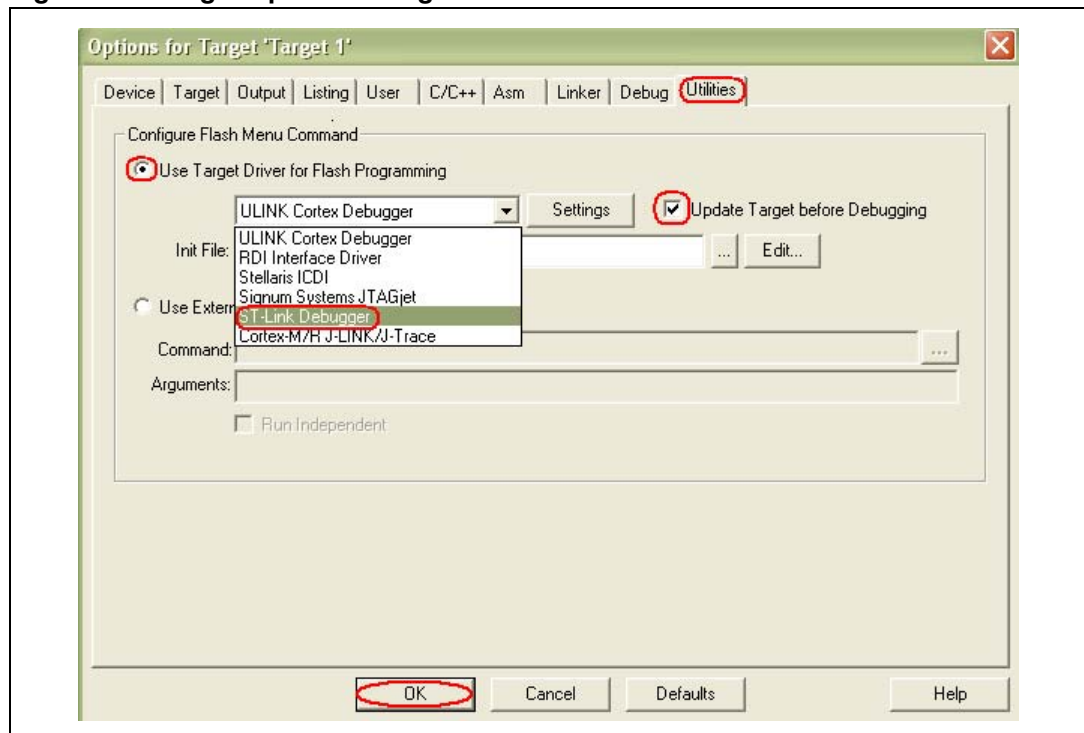 Options for Target 'Target 1'
Device Target Output Listing User C/C++ Asm Linker Debug Utilities
Configure Flash Menu Command
Use Target Driver for Flash Programming
ULINK Cortex Debugger Settings Update Target before Debugging
ULINK Cortex Debugger
Init File: ... Edit...
RDI Interface Driver
Stellaris ICDI
Signum Systems JTAGjet
Use Extern
ST-Link Debugger
Cortex-M/R J-LINK/J-Trace
Command: ...
Arguments:
Run Independent
OK Cancel Defaults Help